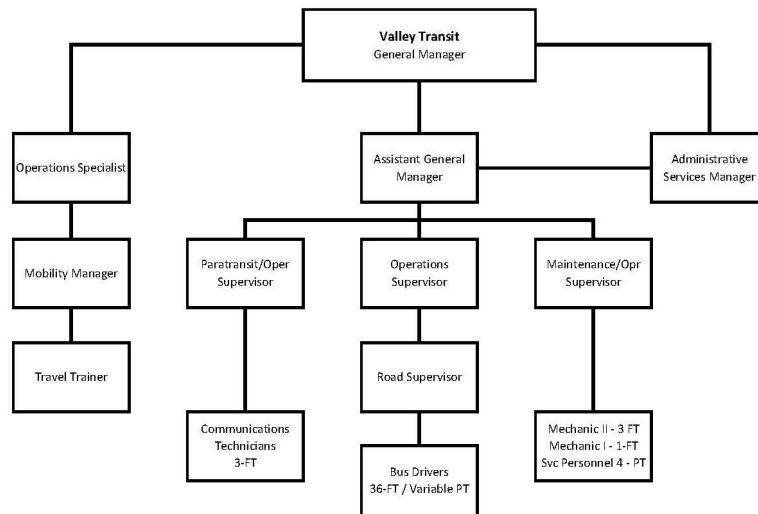 Valley Transit
General Manager
Operations Specialist
Assistant General
Manager
Administrative
Services Manager
Mobility Manager
Paratransit/Oper
Supervisor
Operations
Supervisor
Maintenance/Opr
Supervisor
Travel Trainer
Road Supervisor
Communications
Technicians
3-FT
Mechanic II - 3 FT
Mechanic I - 1-FT
Svc Personnel 4 - PT
Bus Drivers
36-FT / Variable PT